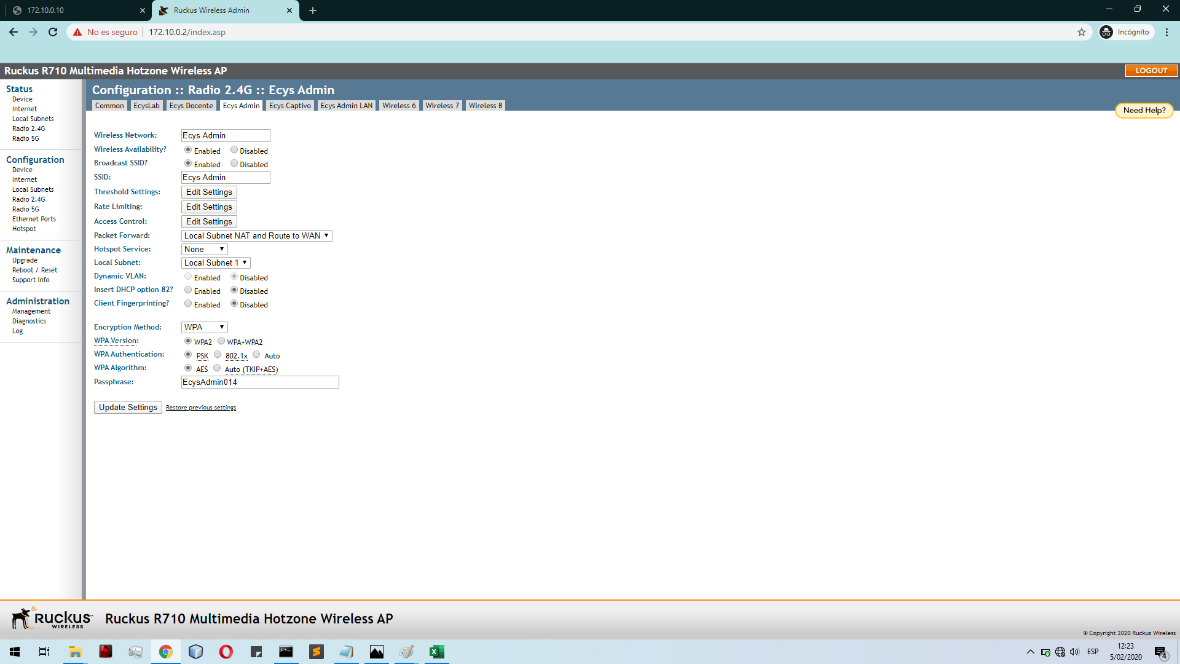 172.10.0.10
Ruckus Wireless Admin
No es seguro
172.10.0.2/index.asp
Incógnito
Ruckus R710 Multimedia Hotzone Wireless AP
LOGOUT
Status
Device
Internet
Local Subnets
Radio 2.4G
Radio 5G
Configuration
Device
Internet
Local Subnets
Radio 2.4G
Radio 5G
Ethernet Ports
Hotspot
Maintenance
Upgrade
Reboot / Reset
Support Info
Administration
Management
Diagnostics
Log
Configuration :: Radio 2.4G :: Ecys Admin
Common EcysLab Ecys Docente Ecys Admin Ecys Captivo Ecys Admin LAN Wireless 6 Wireless 7 Wireless 8
Need Help?
Wireless Network: Ecys Admin
Wireless Availability? Enabled Disabled
Broadcast SSID? Enabled Disabled
SSID: Ecys Admin
Threshold Settings: Edit Settings
Rate Limiting: Edit Settings
Access Control: Edit Settings
Packet Forward: Local Subnet NAT and Route to WAN
Hotspot Service: None
Local Subnet: Local Subnet 1
Dynamic VLAN: Enabled Disabled
Insert DHCP option 82? Enabled Disabled
Client Fingerprinting? Enabled Disabled
Encryption Method: WPA
WPA Version: WPA2 WPA-WPA2
WPA Authentication: PSK 802.1x Auto
WPA Algorithm: AES Auto (TKIP+AES)
Passphrase: EcysAdmin014
Update Settings Restore previous settings
RUCKUS WIRELESS
Ruckus R710 Multimedia Hotzone Wireless AP
© Copyright 2020 Ruckus Wireless
ESP
12:23
5/02/2020
4